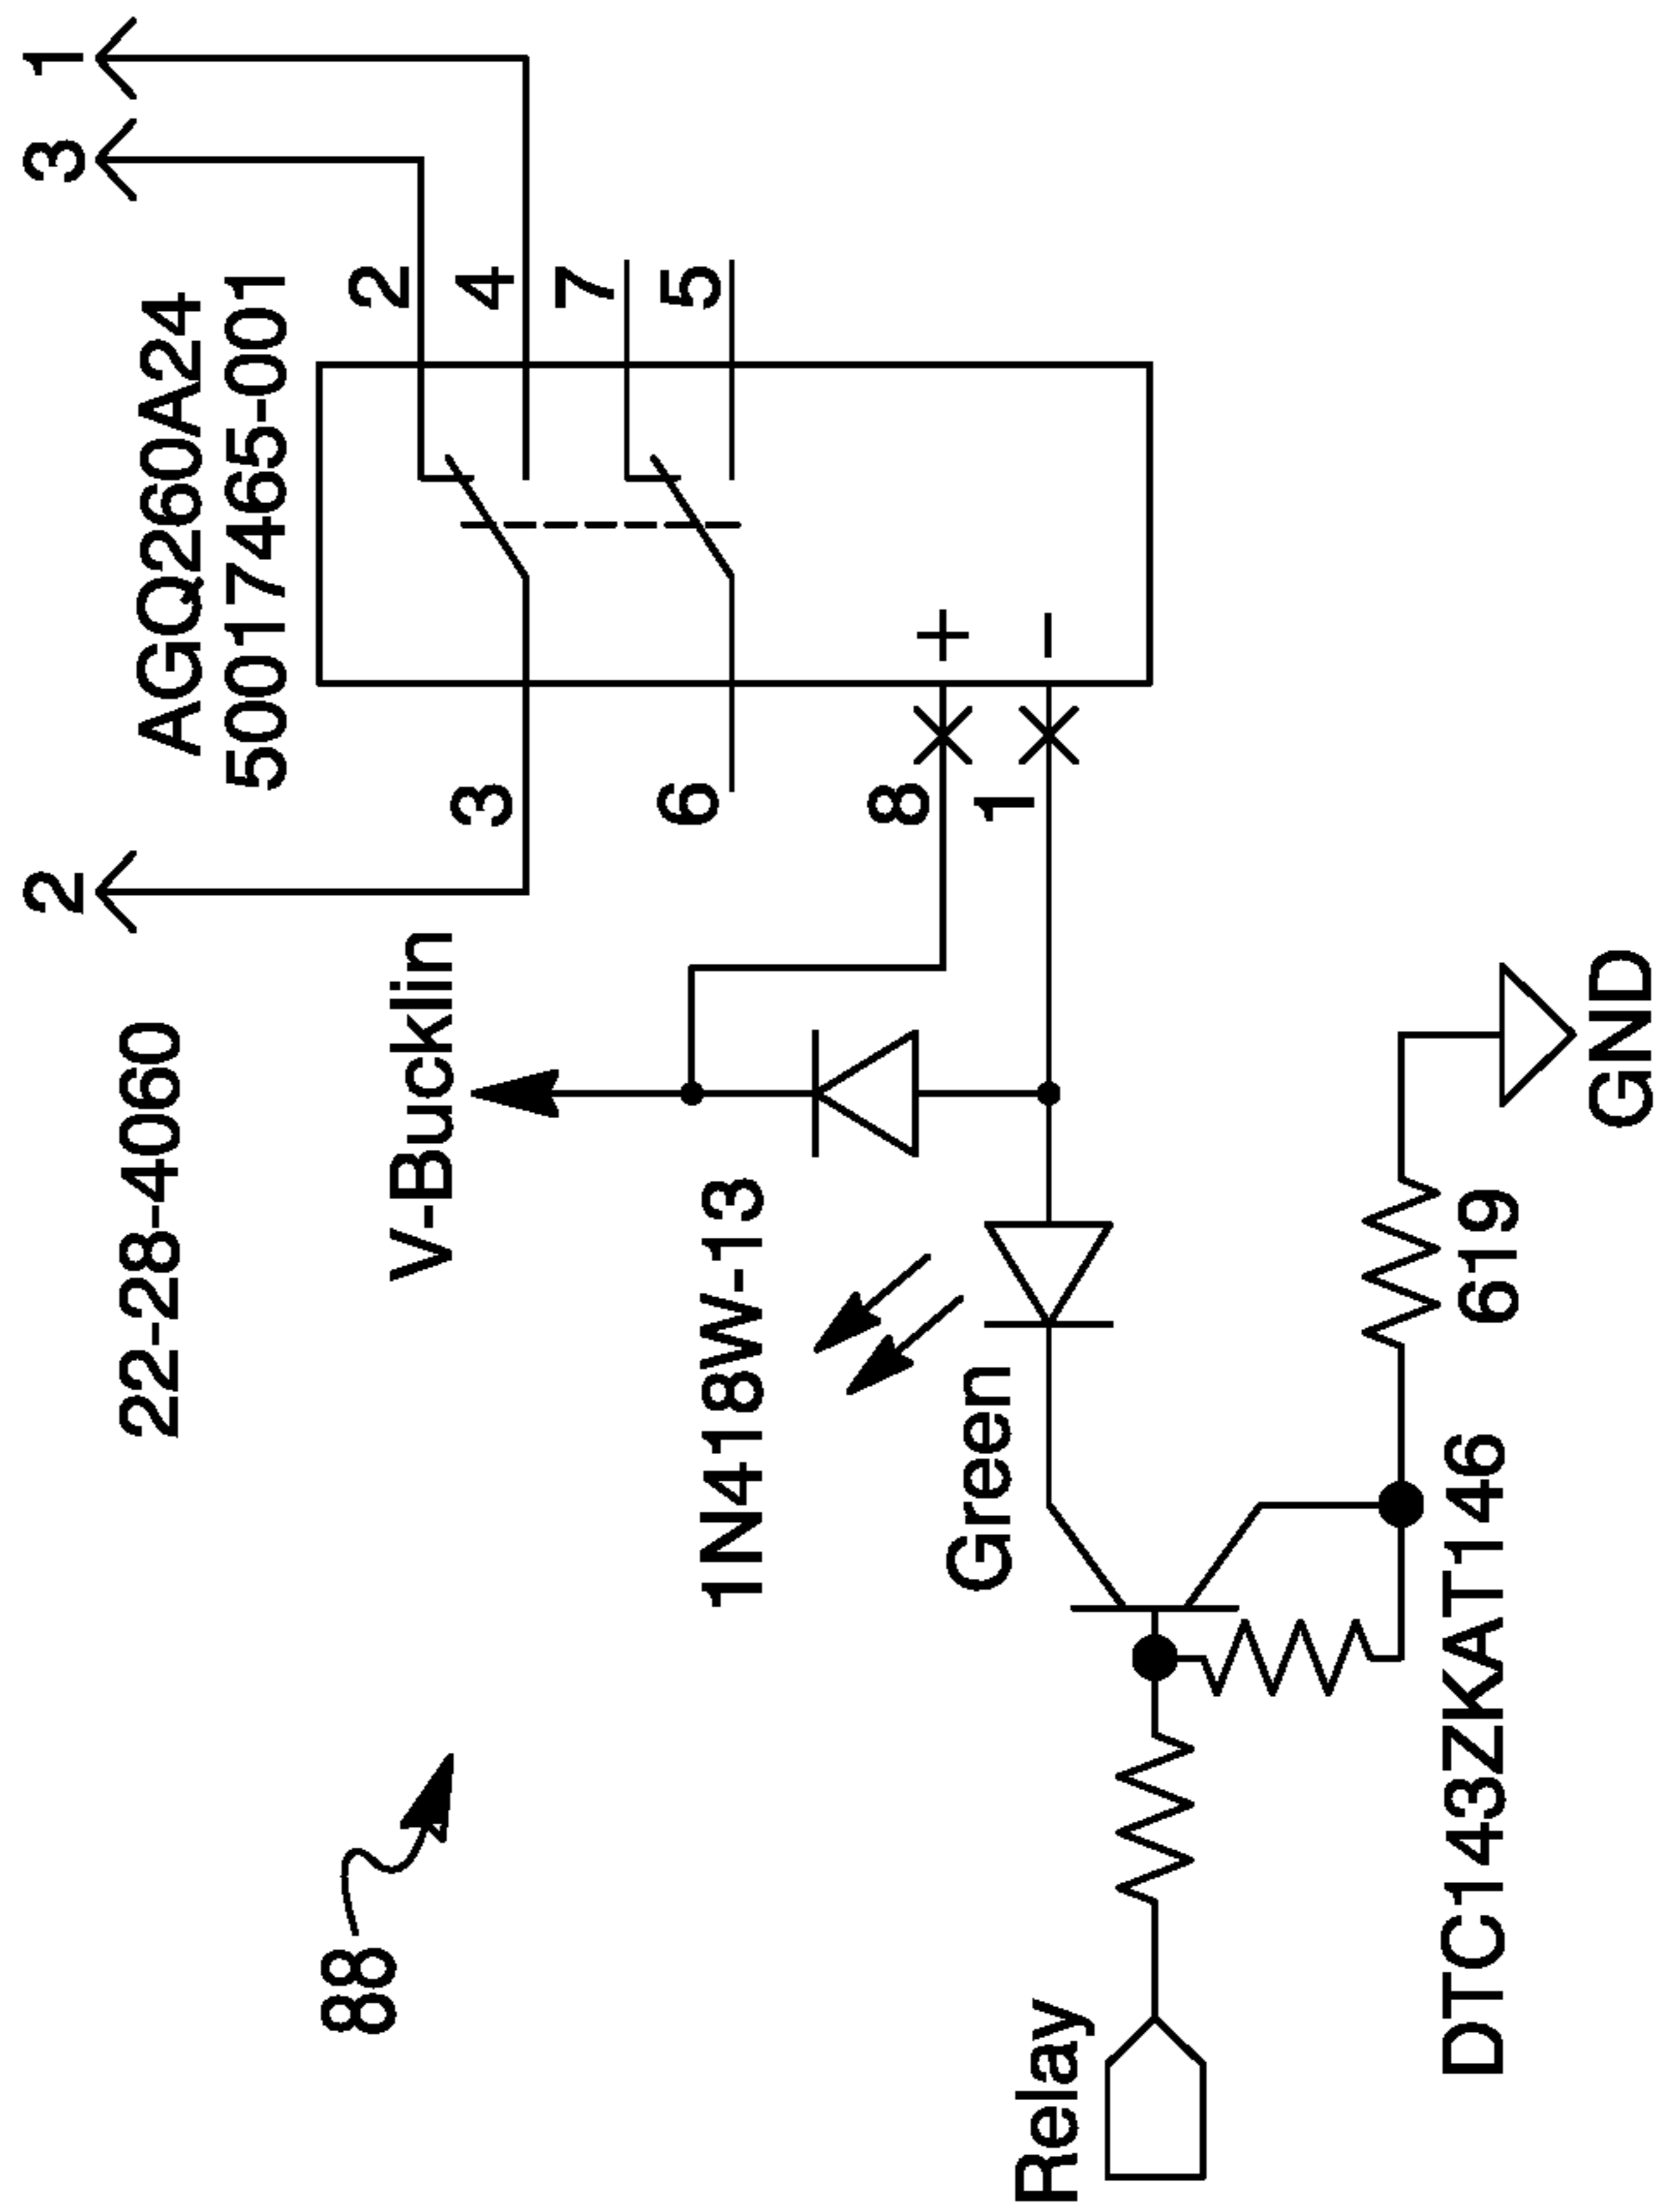 88
22-28-4060
2
AGQ260A24
50017465-001
3
1
V-Bucklin
3
2
4
6
7
5
8
+
1
−
1N418W-13
Green
Relay
DTC143ZKAT146
619
GND